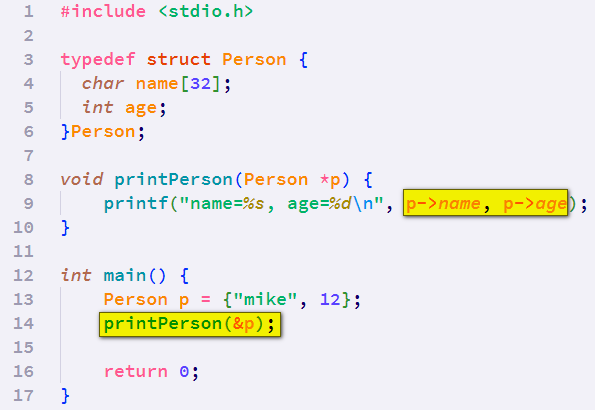 1 #include <stdio.h>
2
3 typedef struct Person {
4   char name[32];
5   int age;
6 }Person;
7
8 void printPerson(Person *p) {
9     printf("name=%s, age=%d\n", p->name, p->age);
10 }
11
12 int main() {
13     Person p = {"mike", 12};
14     printPerson(&p);
15
16     return 0;
17 }